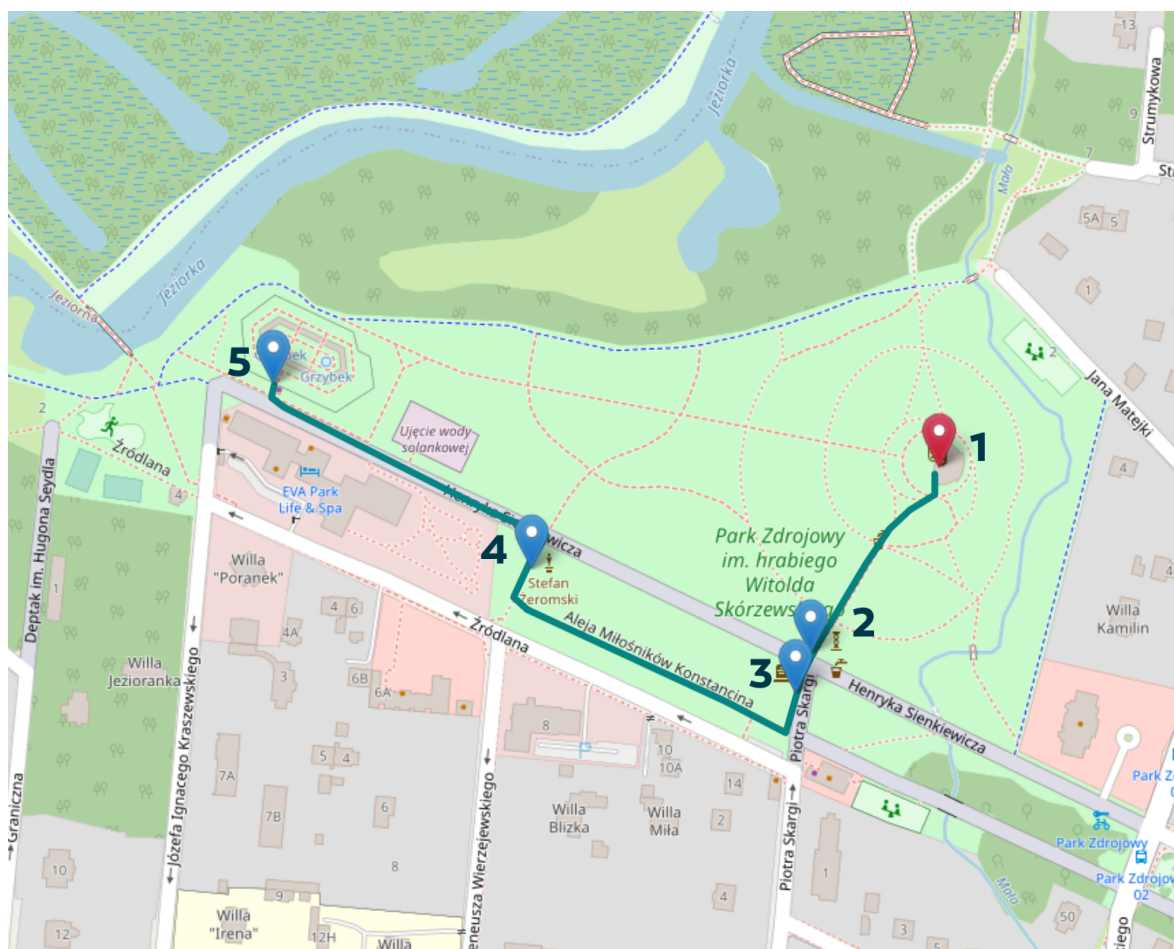 13
Strumykowa
9
Jeziorka
7
Mała
5A
5
1
Jeziorka
Jeziorna
5
Grzybek
2
Jana Matejki
1
2
Ujęcie wody
solankowej
Źródlana
4
EVA Park
Life & Spa
Henryka Sienkiewicza
4
Park Zdrojowy
im. hrabiego
Witolda
Skórzewskiego
4
Stefan
Żeromski
2
3
Deptak im. Hugona Seydla
1
Willa
"Poranek"
4
6
4A
Źródlana
Aleja Miłośników Konstancina
Piotra Skargi
Henryka Sienkiewicza
Willa
Kamilin
Willa
Jezioranka
3
6B
6A
8
10
10A
Józefa Ignacego Kraszewskiego
7A
5
4
14
7B
6
Willa
Blizka
Willa
Miła
2
Park Zdrojowy
Park Zdrojowy
02
Graniczna
10
8
1
Piotra Skargi
4
Mała
9
Willa
"Irena"
12H
Willa
12
3
50